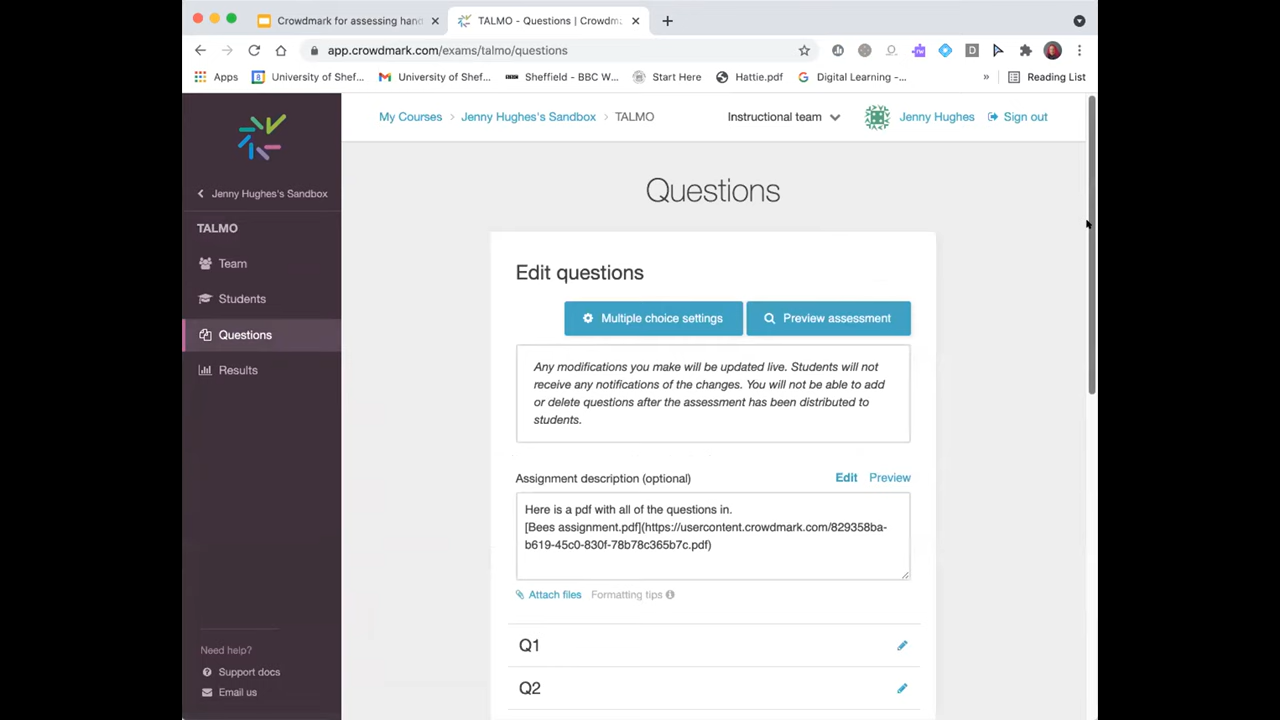 Crowdmark for assessing hand
TALMO - Questions | Crowdm
app.crowdmark.com/exams/talmo/questions
Apps
University of Shef...
University of Shef...
Sheffield - BBC W...
Start Here
Hattie.pdf
Digital Learning -...
»
Reading List
My Courses > Jenny Hughes's Sandbox > TALMO
Instructional team
Jenny Hughes
Sign out
Jenny Hughes's Sandbox
TALMO
Team
Students
Questions
Results
Need help?
Support docs
Email us
Questions
Edit questions
Multiple choice settings
Preview assessment
Any modifications you make will be updated live. Students will not
receive any notifications of the changes. You will not be able to add
or delete questions after the assessment has been distributed to
students.
Assignment description (optional)
Edit Preview
Here is a pdf with all of the questions in.
[Bees assignment.pdf](https://usercontent.crowdmark.com/829358ba-
b619-45c0-830f-78b78c365b7c.pdf)
Attach files
Formatting tips
Q1
Q2